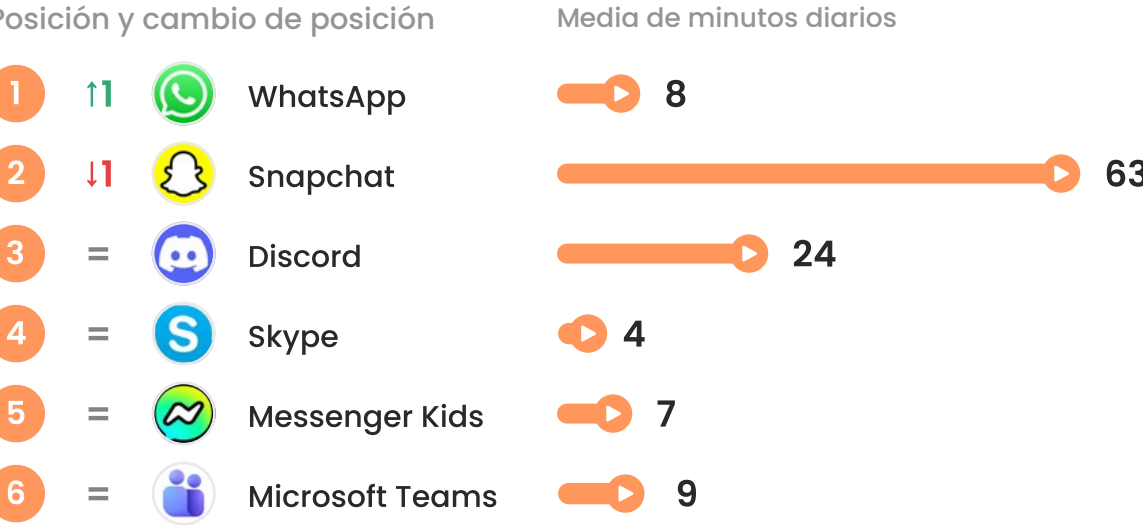 Posición y cambio de posición Media de minutos diarios
1 ↑1 WhatsApp 8
2 ↓1 Snapchat 63
3 = Discord 24
4 = Skype 4
5 = Messenger Kids 7
6 = Microsoft Teams 9